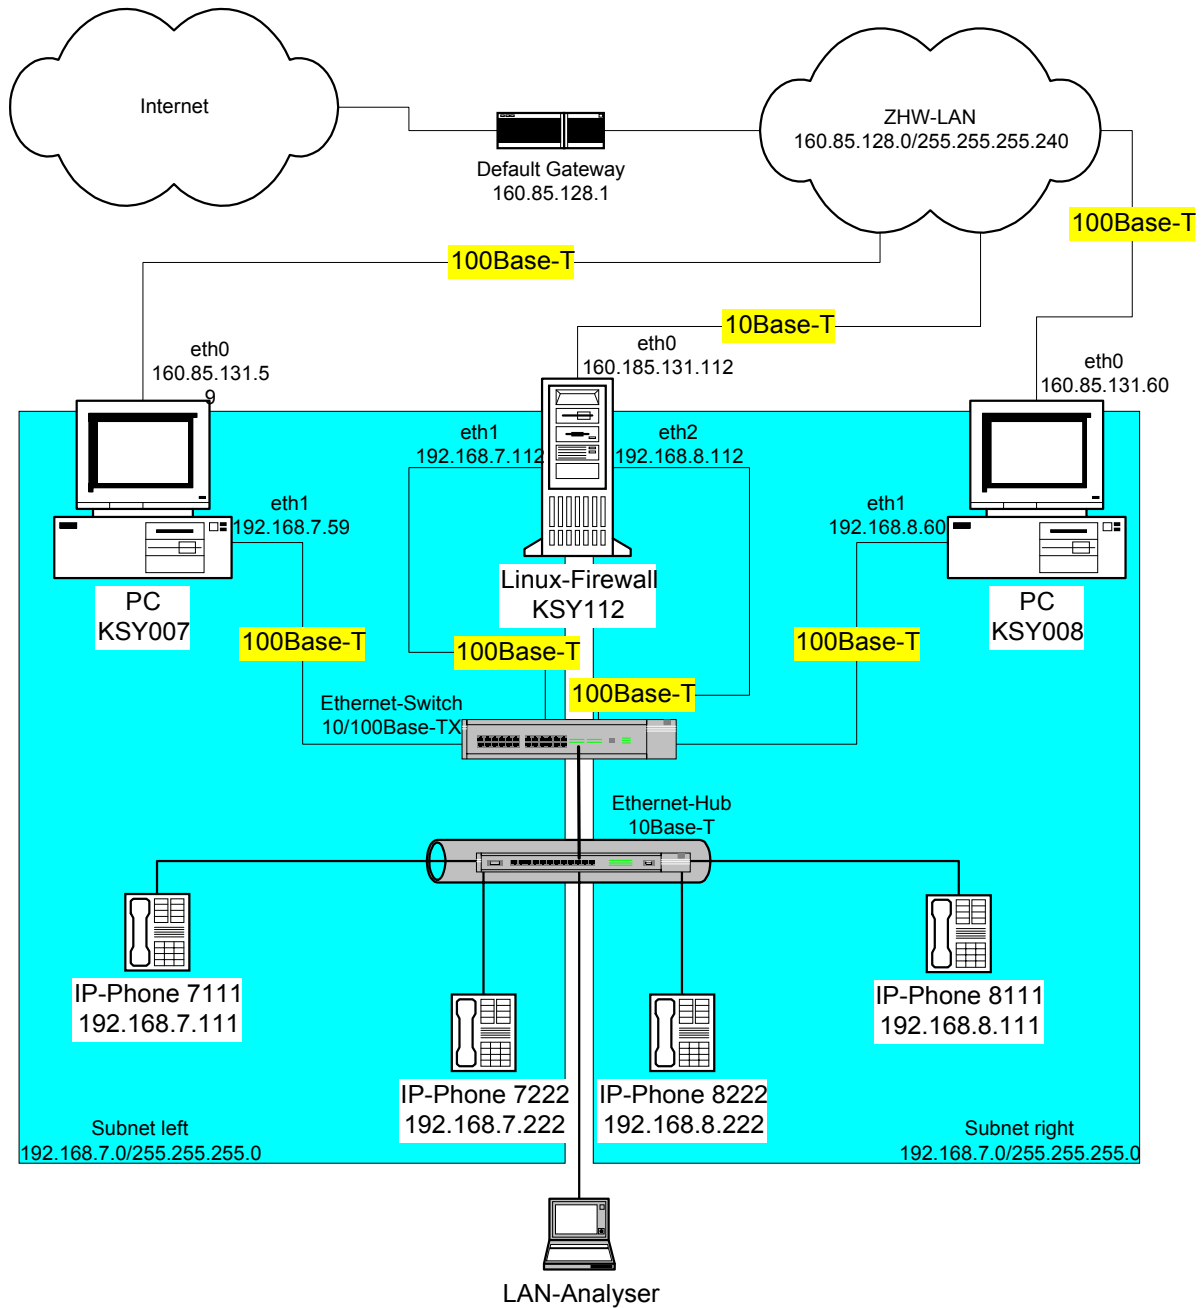 Internet
ZHW-LAN
160.85.128.0/255.255.255.240
Default Gateway
160.85.128.1
100Base-T
100Base-T
10Base-T
eth0
160.85.131.5
9
eth0
160.185.131.112
eth0
160.85.131.60
eth1
192.168.7.112
eth2
192.168.8.112
eth1
192.168.7.59
eth1
192.168.8.60
PC
KSY007
Linux-Firewall
KSY112
PC
KSY008
100Base-T
100Base-T
100Base-T
100Base-T
Ethernet-Switch
10/100Base-TX
Ethernet-Hub
10Base-T
IP-Phone 7111
192.168.7.111
IP-Phone 8111
192.168.8.111
IP-Phone 7222
192.168.7.222
IP-Phone 8222
192.168.8.222
Subnet left
192.168.7.0/255.255.255.0
Subnet right
192.168.7.0/255.255.255.0
LAN-Analyser